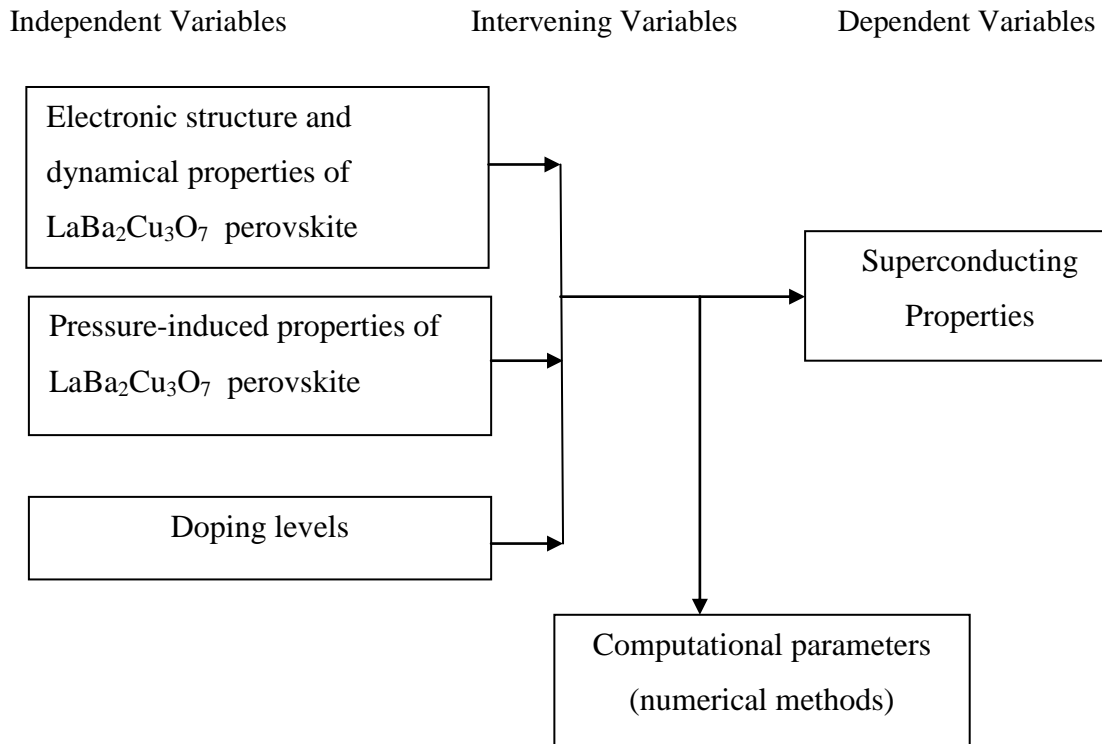 Independent Variables
Intervening Variables
Dependent Variables
Electronic structure and
dynamical properties of
LaBa₂Cu₃O₇ perovskite
Pressure-induced properties of
LaBa₂Cu₃O₇ perovskite
Doping levels
Superconducting
Properties
Computational parameters
(numerical methods)